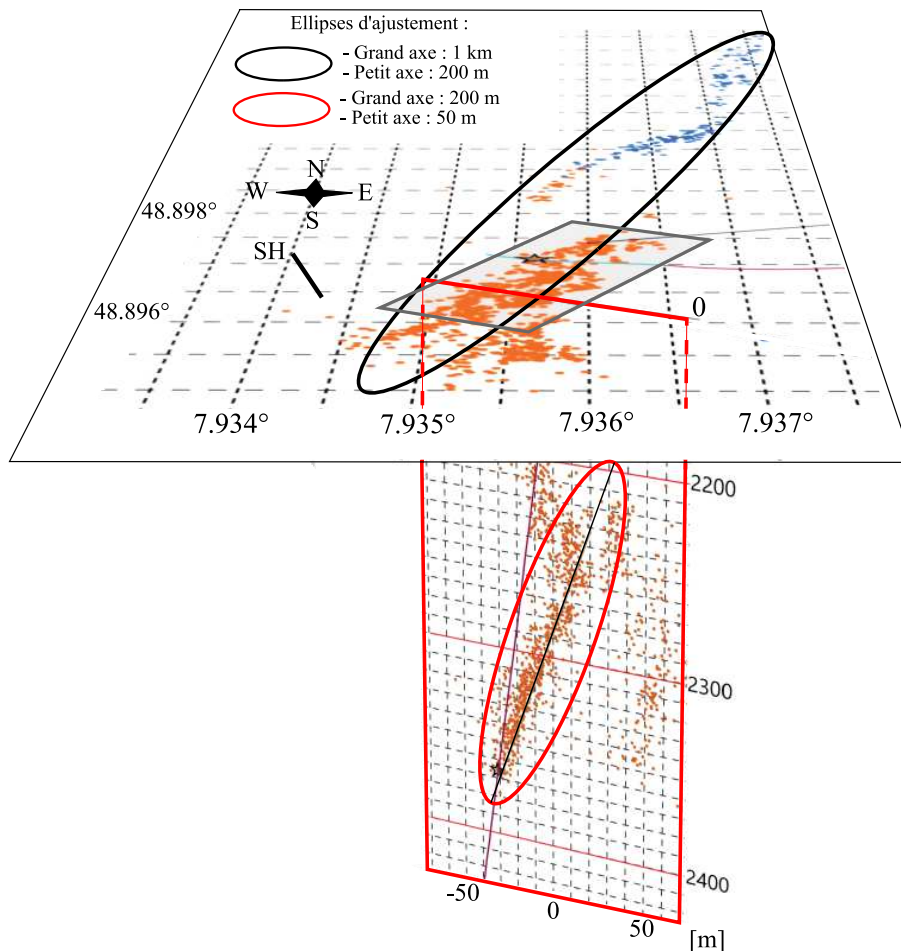 Ellipses d'ajustement :
- Grand axe : 1 km
- Petit axe : 200 m
- Grand axe : 200 m
- Petit axe : 50 m
N
W E
S
48.898°
SH
48.896°
0
7.934° 7.935° 7.936° 7.937°
2200
2300
2400
-50
0
50
[m]